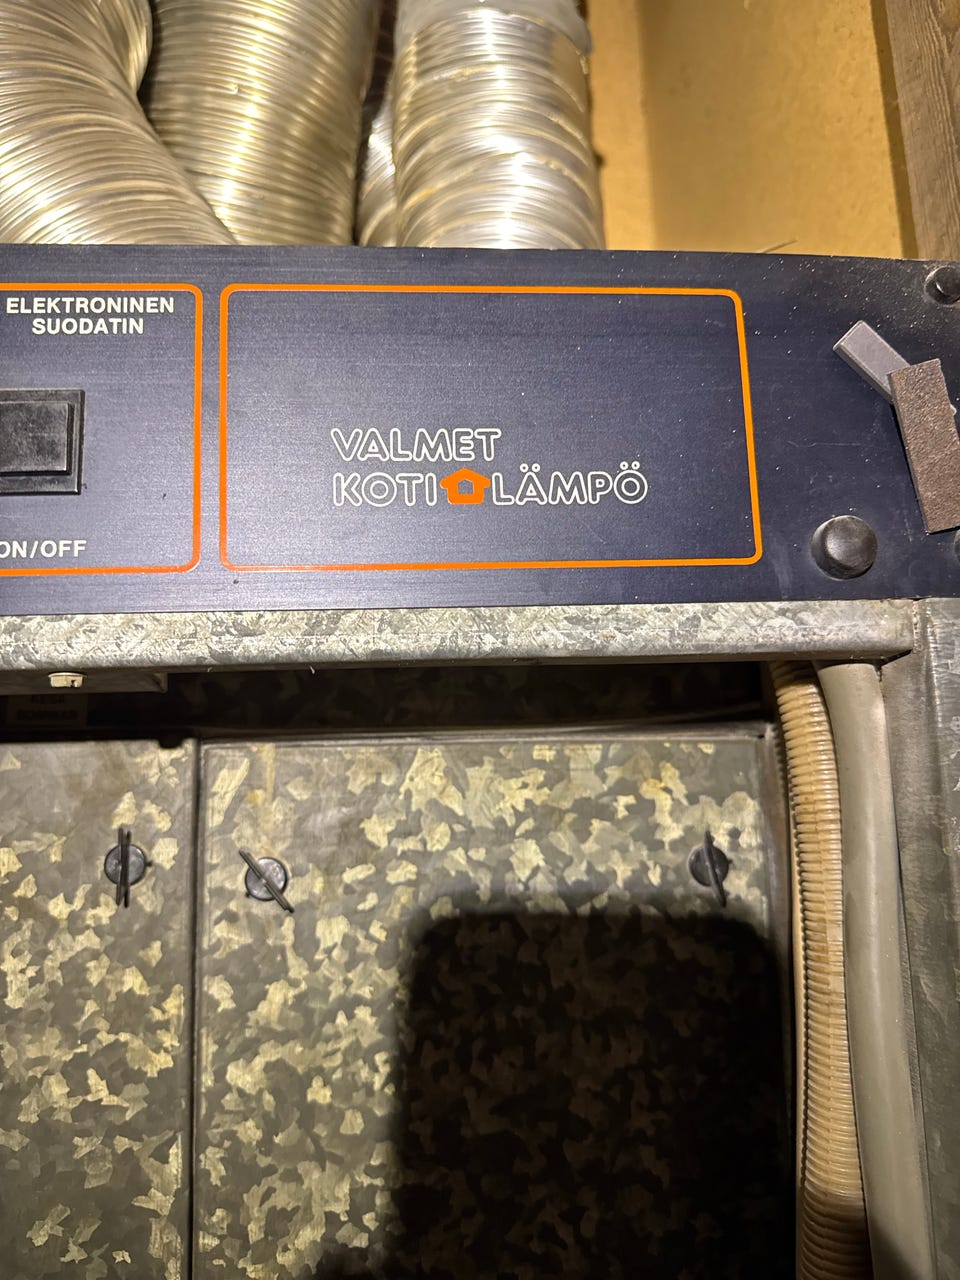 ELEKTRONINEN
SUODATIN
VALMET
KOTI LÄMPÖ
ON/OFF